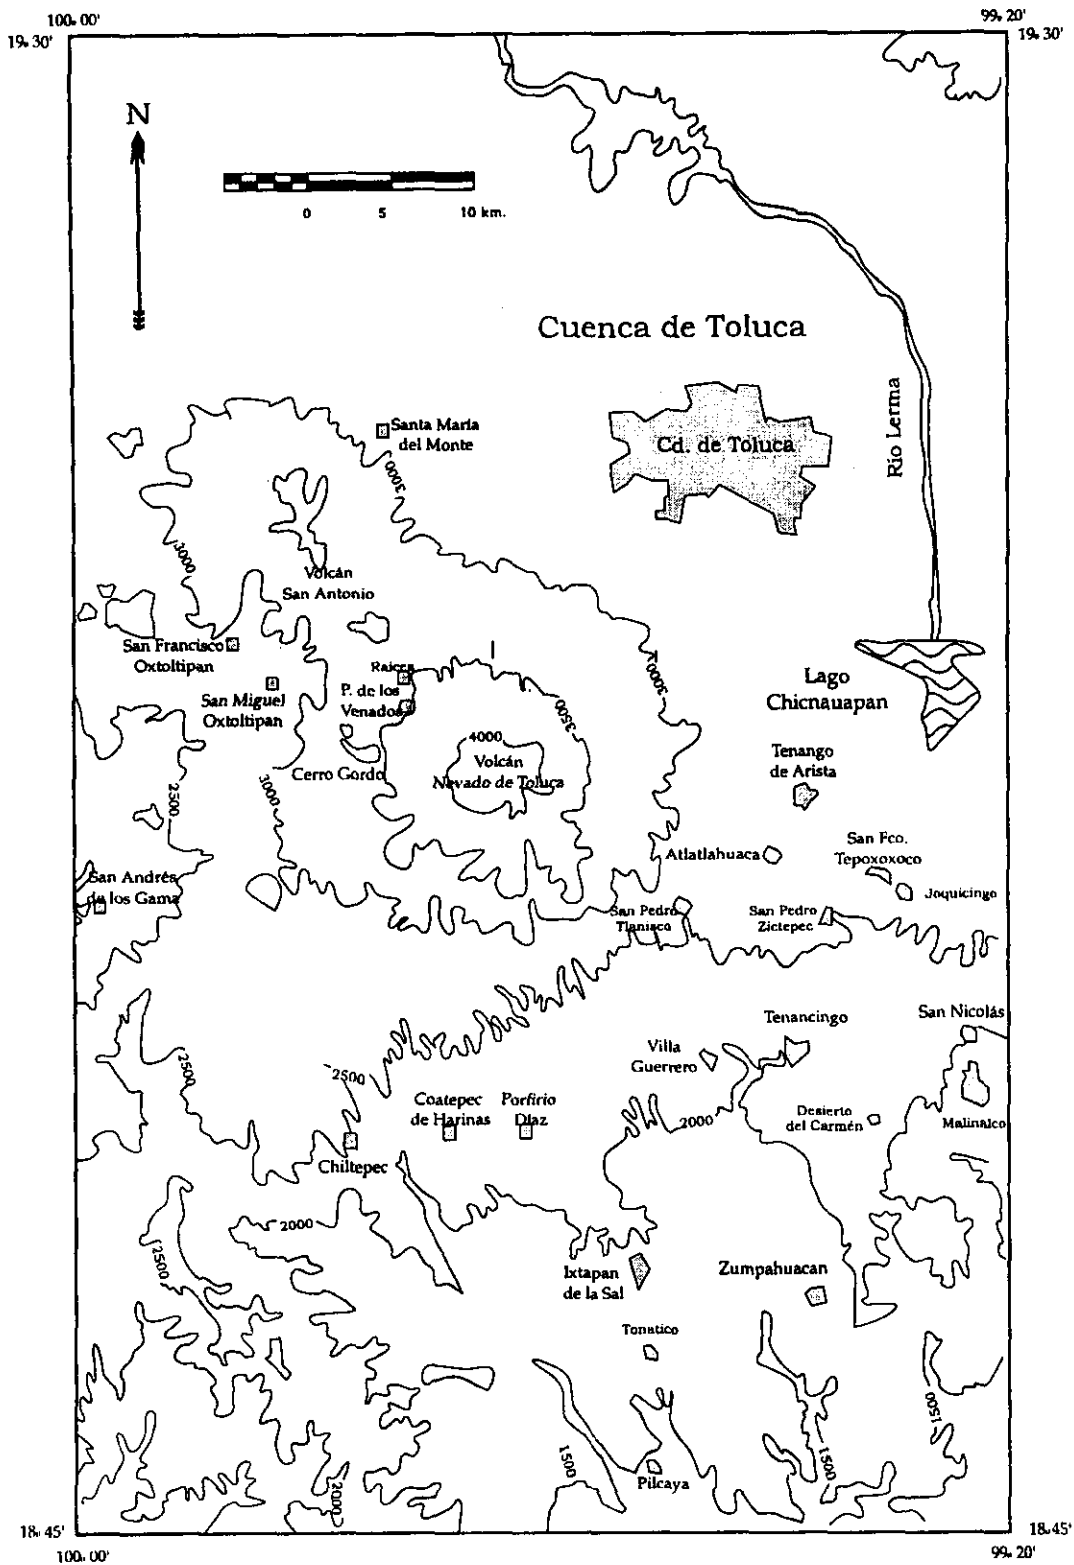 100. 00'
99. 20'
19. 30'
19. 30'
N
0 5 10 km.
Cuenca de Toluca
Rio Lerma
Santa María
del Monte
Cd. de Toluca
3000
3000
Volcán
San Antonio
San Francisco
Oxtoltipan
Raices
3000
San Miguel
Oxtoltipan
P. de los
Venados
3500
Lago
Chicnauapan
4000
Volcán
Nevado de Toluca
Cerro Gordo
Tenango
de Arista
2500
3000
San Fco.
Tepoxoxoco
Atlatlahuaca
San Andrés
de los Gama
Joquicingo
San Pedro
Tlanisco
San Pedro
Zictepec
San Nicolás
Tenancingo
Villa
Guerrero
2500
2500
Coatepec
de Harinas
Porfirio
Díaz
2000
Desierto
del Carmén
Malinalco
Chiltepec
2000
2500
Ixtapan
de la Sal
Zumpahuacan
Tonatico
1500
1500
1500
Pilcaya
2000
18. 45'
18. 45'
100. 00'
99. 20'